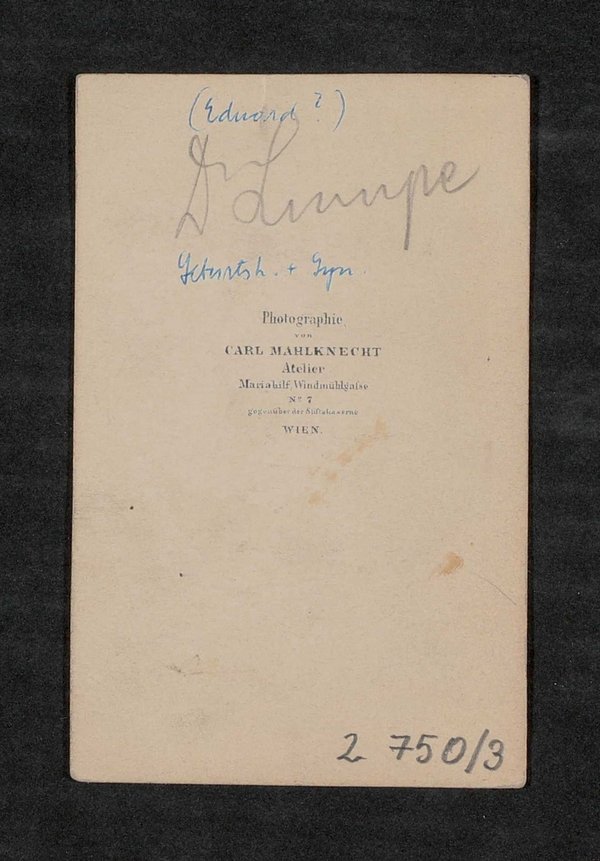 (Eduard ?)
Dr Lumpe
Geburtsh. + Gyn.
Photographie
von
CARL MAHLKNECHT
Atelier
Mariahilf, Windmühlgasse
Nº 7
gegenüber der Stiftskaserne
WIEN.
2 750/3